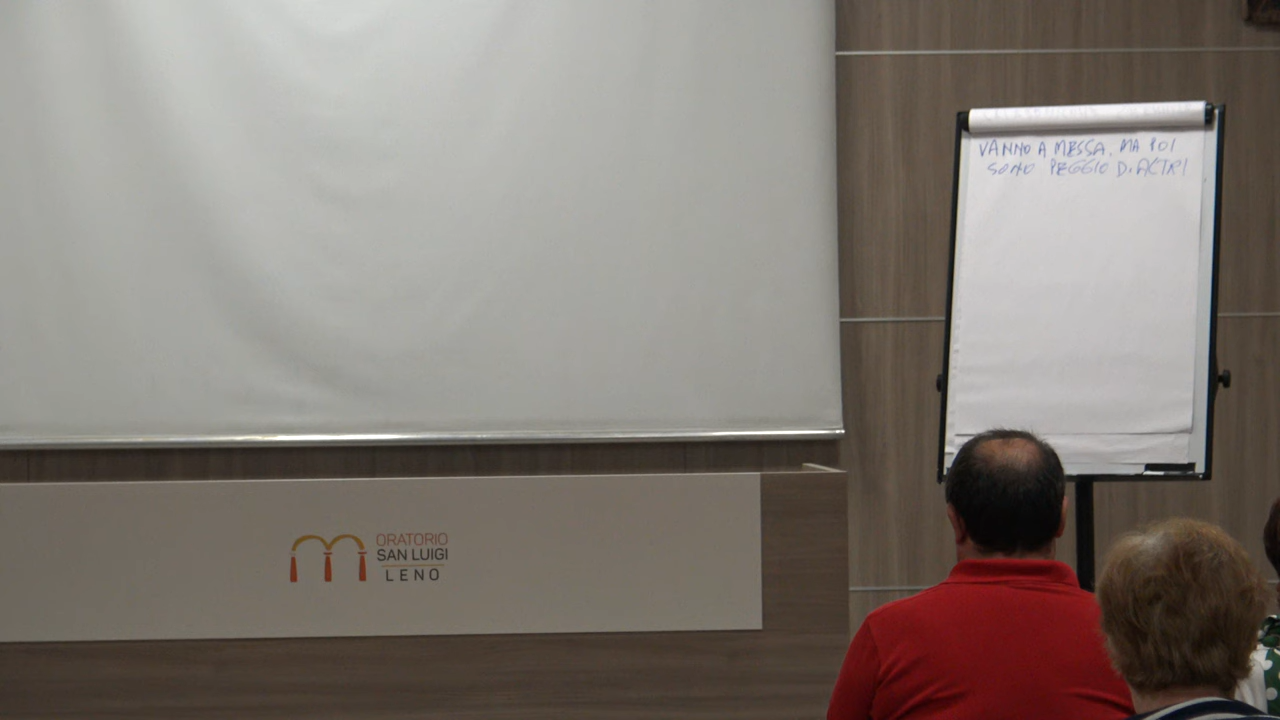 VANNO A MESSA, MA POI
SONO PEGGIO D. ALTRI
ORATORIO
SAN LUIGI
LENO